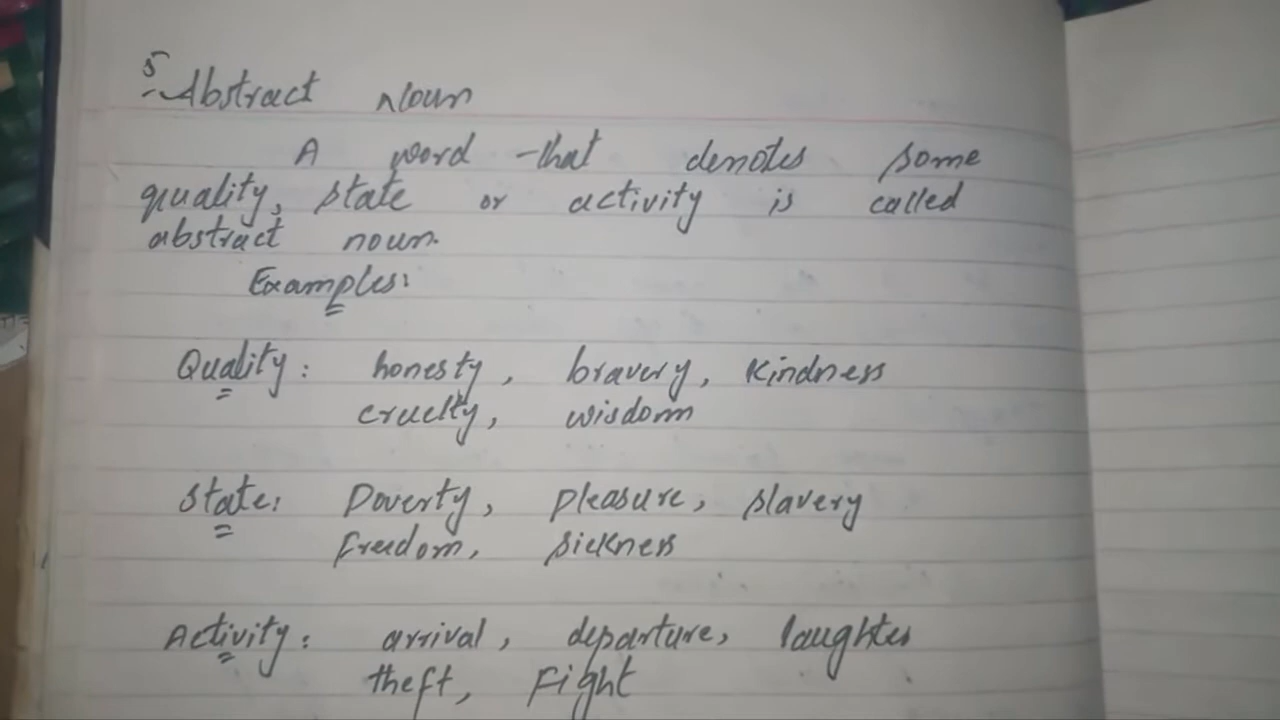 5. Abstract noun
A word that denotes some
quality, state or activity is called
abstract noun.
Examples:
Quality: honesty, bravery, kindness
cruelty, wisdom
State: Poverty, pleasure, slavery
freedom, sickness
Activity: arrival, departure, laughter
theft, Fight